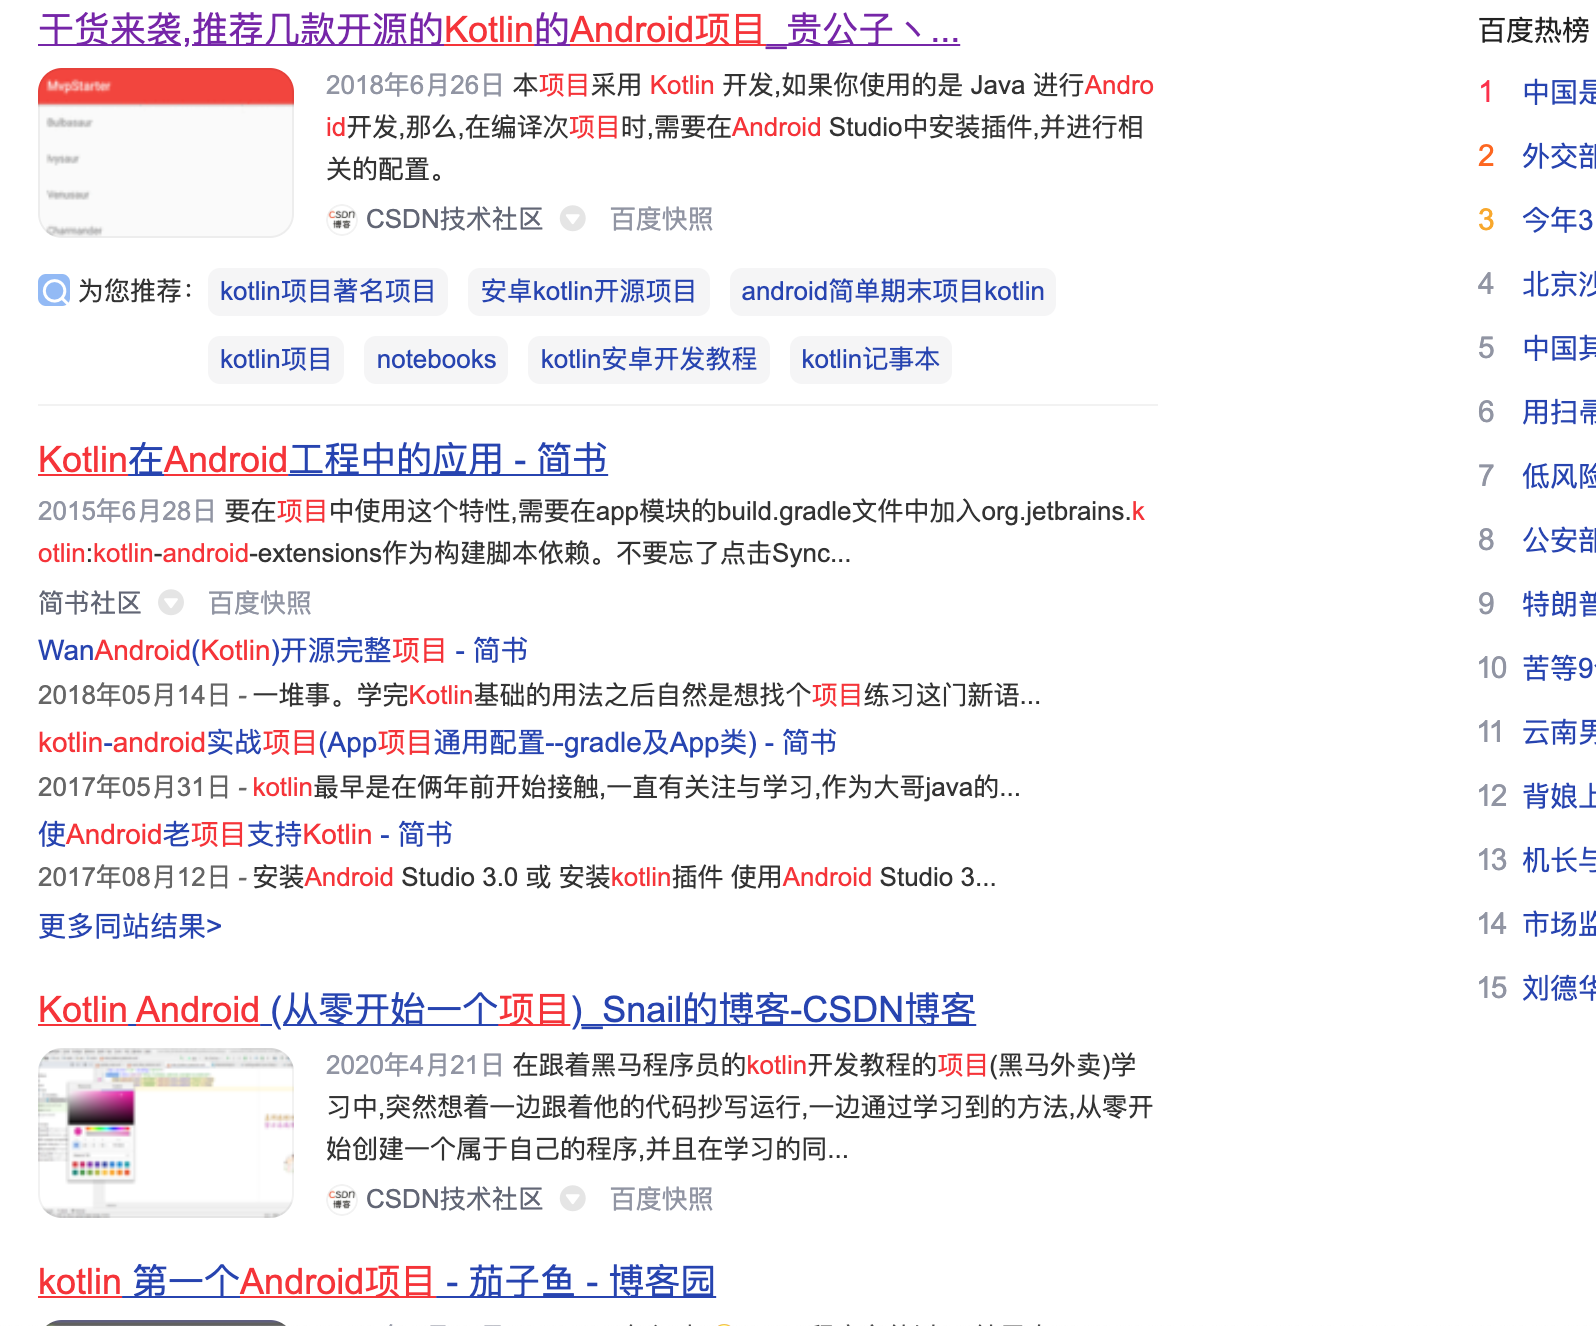 干货来袭,推荐几款开源的Kotlin的Android项目_贵公子丶...
MvpStarter
Bulbasaur
Ivysaur
Venusaur
Charmander
2018年6月26日 本项目采用 Kotlin 开发,如果你使用的是 Java 进行Andro
id开发,那么,在编译次项目时,需要在Android Studio中安装插件,并进行相
关的配置。
CSDN博客 CSDN技术社区 百度快照
为您推荐: kotlin项目著名项目 安卓kotlin开源项目 android简单期末项目kotlin
kotlin项目 notebooks kotlin安卓开发教程 kotlin记事本
Kotlin在Android工程中的应用 - 简书
2015年6月28日 要在项目中使用这个特性,需要在app模块的build.gradle文件中加入org.jetbrains.k
otlin:kotlin-android-extensions作为构建脚本依赖。不要忘了点击Sync...
简书社区 百度快照
WanAndroid(Kotlin)开源完整项目 - 简书
2018年05月14日 - 一堆事。学完Kotlin基础的用法之后自然是想找个项目练习这门新语...
kotlin-android实战项目(App项目通用配置--gradle及App类) - 简书
2017年05月31日 - kotlin最早是在俩年前开始接触,一直有关注与学习,作为大哥java的...
使Android老项目支持Kotlin - 简书
2017年08月12日 - 安装Android Studio 3.0 或 安装kotlin插件 使用Android Studio 3...
更多同站结果>
Kotlin Android (从零开始一个项目)_Snail的博客-CSDN博客
2020年4月21日 在跟着黑马程序员的kotlin开发教程的项目(黑马外卖)学
习中,突然想着一边跟着他的代码抄写运行,一边通过学习到的方法,从零开
始创建一个属于自己的程序,并且在学习的同...
CSDN博客 CSDN技术社区 百度快照
kotlin 第一个Android项目 - 茄子鱼 - 博客园
百度热榜
1 中国是
2 外交部
3 今年3
4 北京沙
5 中国其
6 用扫帚
7 低风险
8 公安部
9 特朗普
10 苦等9
11 云南男
12 背娘上
13 机长与
14 市场监
15 刘德华